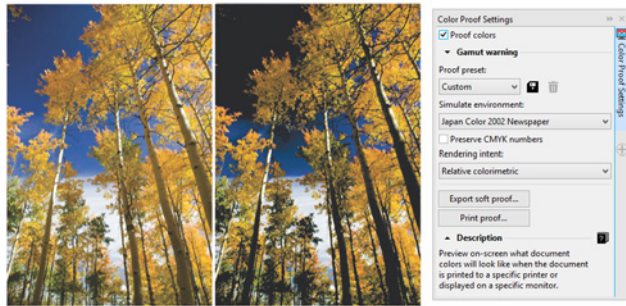 Color Proof Settings
Proof colors
Gamut warning
Proof preset:
Custom
Simulate environment:
Japan Color 2002 Newspaper
Preserve CMYK numbers
Rendering intent:
Relative colorimetric
Export soft proof...
Print proof...
Description
Preview on-screen what document
colors will look like when the document
is printed to a specific printer or
displayed on a specific monitor.
Color Proof Settings